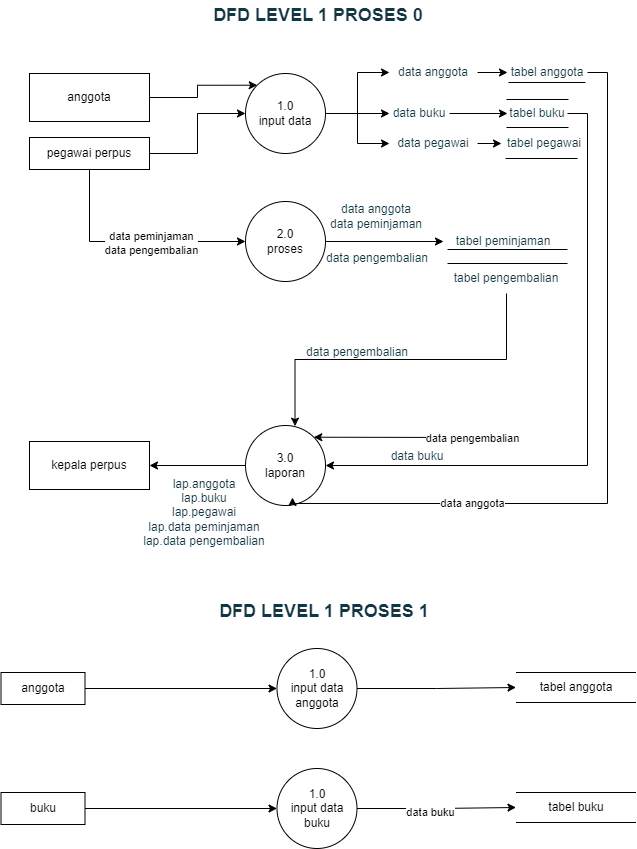 DFD LEVEL 1 PROSES 0
anggota
pegawai perpus
1.0
input data
data anggota
tabel anggota
data buku
tabel buku
data pegawai
tabel pegawai
data peminjaman
data pengembalian
2.0
proses
data anggota
data peminjaman
data pengembalian
tabel peminjaman
tabel pengembalian
data pengembalian
data pengembalian
data buku
kepala perpus
3.0
laporan
lap.anggota
lap.buku
lap.pegawai
lap.data peminjaman
lap.data pengembalian
data anggota
DFD LEVEL 1 PROSES 1
anggota
1.0
input data
anggota
tabel anggota
buku
1.0
input data
buku
data buku
tabel buku